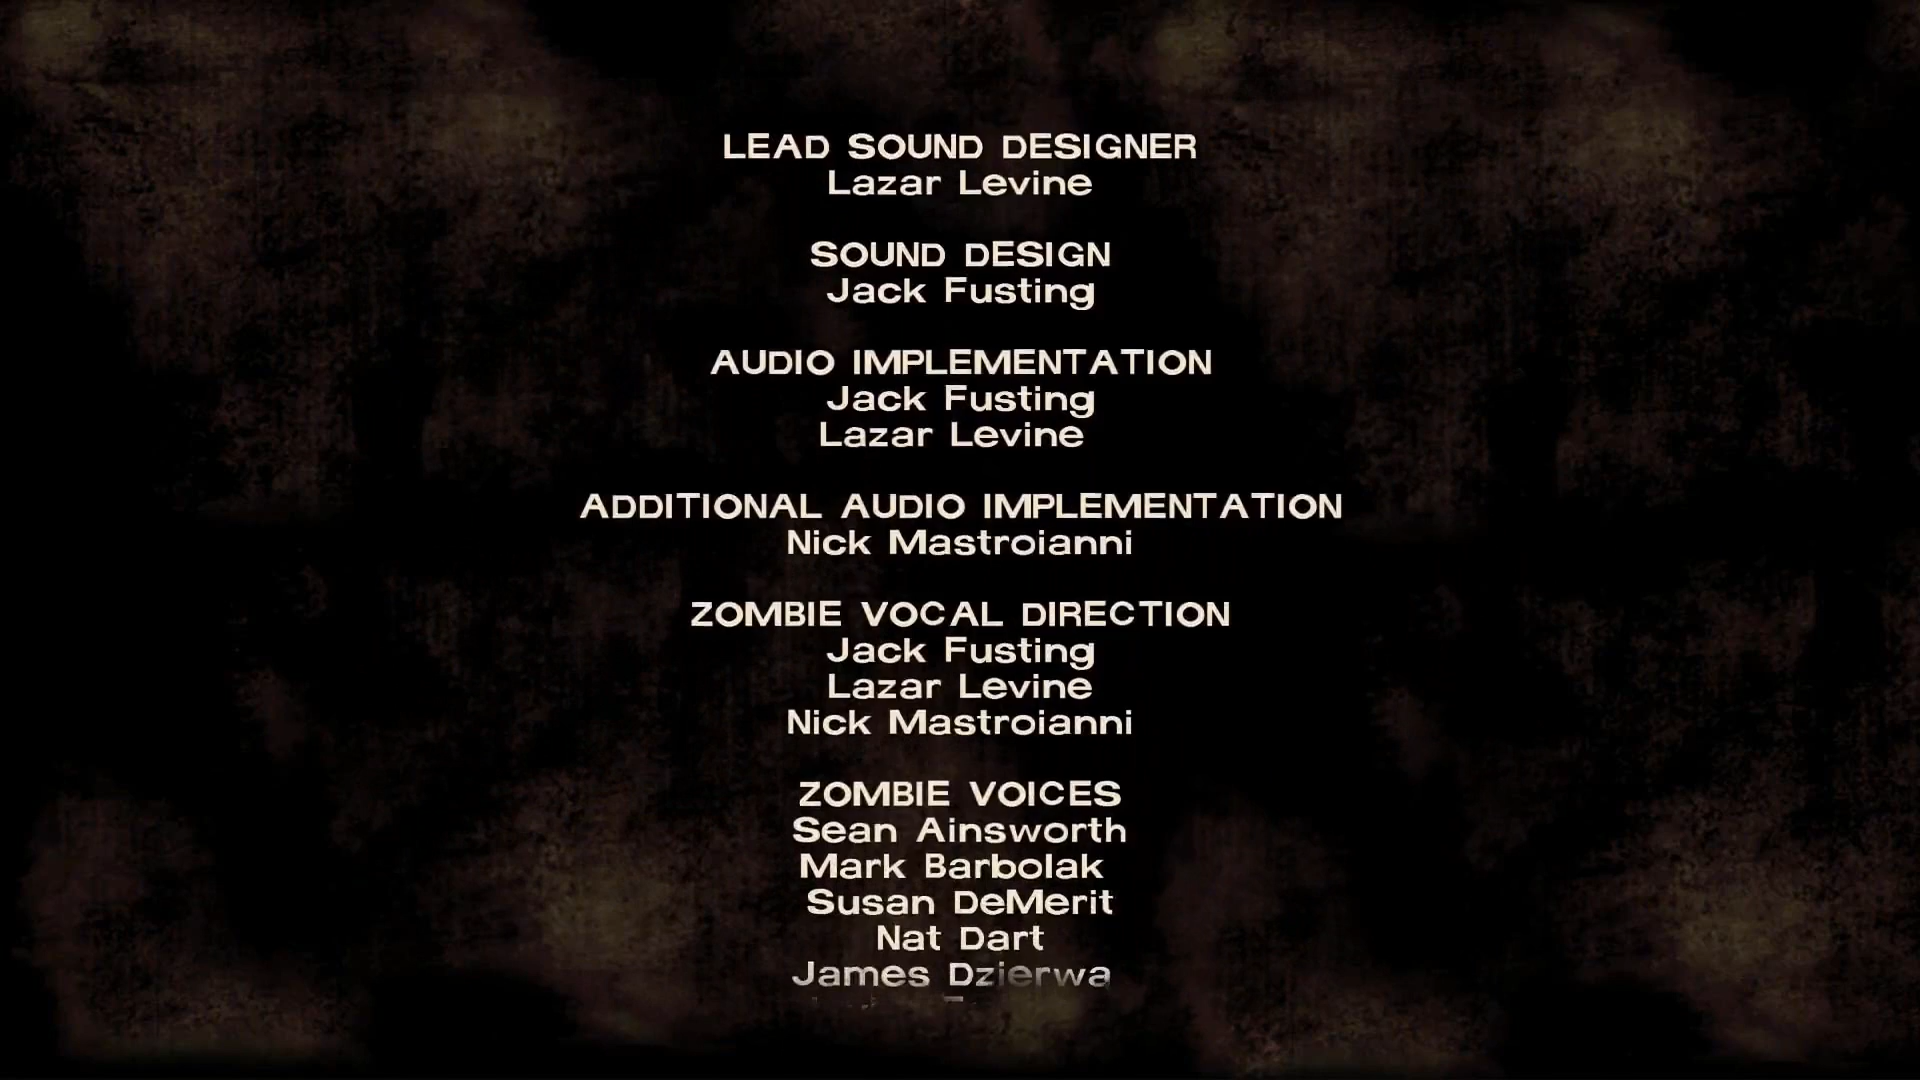 LEAD SOUND DESIGNER
Lazar Levine
SOUND DESIGN
Jack Fusting
AUDIO IMPLEMENTATION
Jack Fusting
Lazar Levine
ADDITIONAL AUDIO IMPLEMENTATION
Nick Mastroianni
ZOMBIE VOCAL DIRECTION
Jack Fusting
Lazar Levine
Nick Mastroianni
ZOMBIE VOICES
Sean Ainsworth
Mark Barbolak
Susan DeMerit
Nat Dart
James Dzierwa